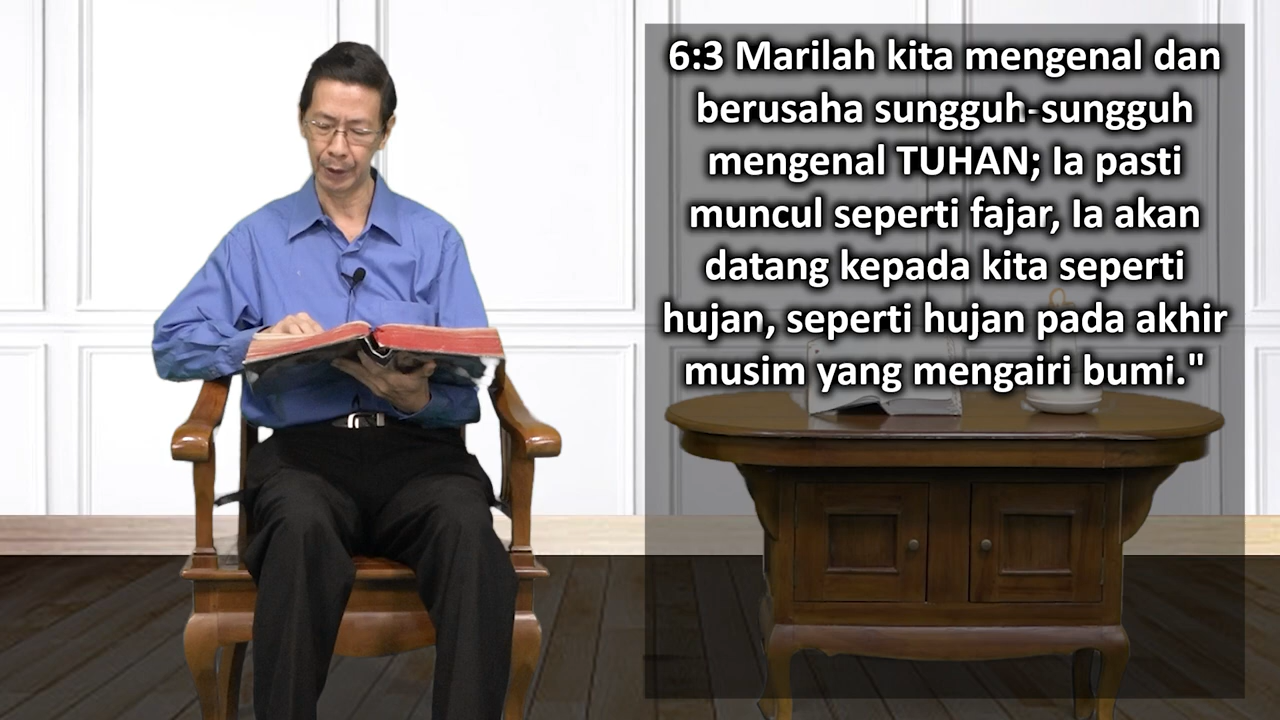 6:3 Marilah kita mengenal dan
berusaha sungguh-sungguh
mengenal TUHAN; Ia pasti
muncul seperti fajar, Ia akan
datang kepada kita seperti
hujan, seperti hujan pada akhir
musim yang mengairi bumi."